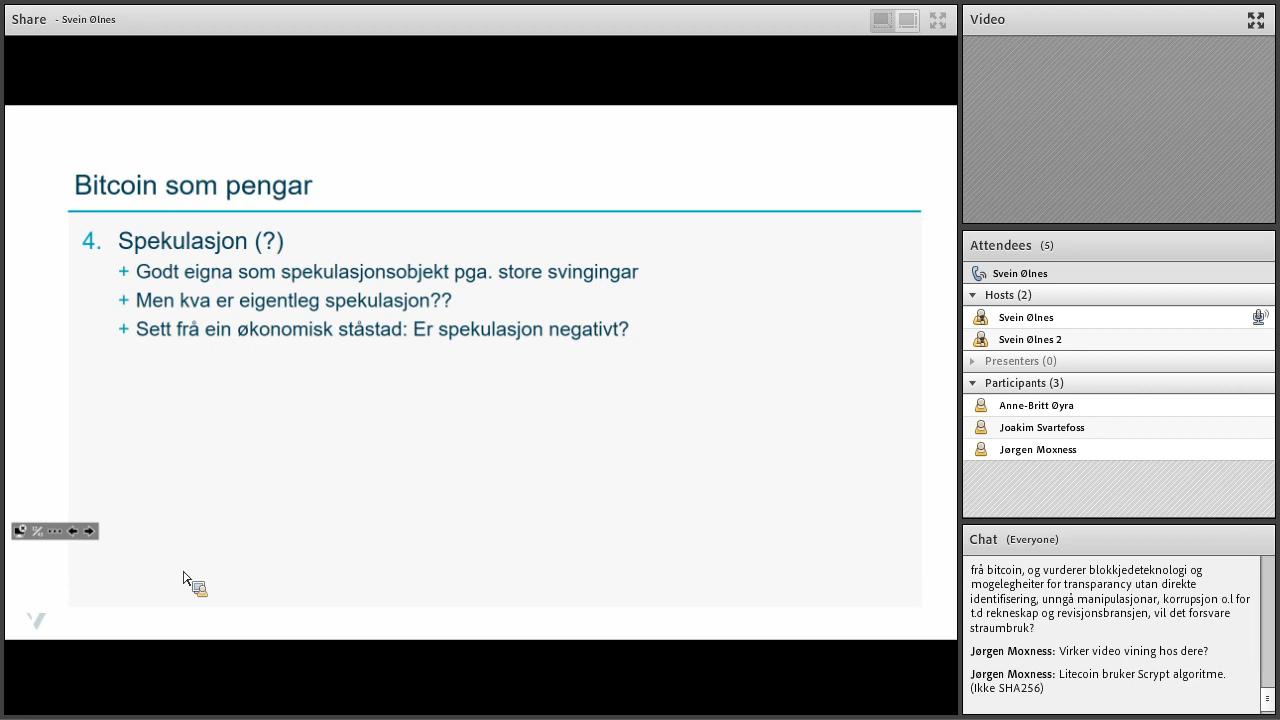 Share - Svein Ølnes
Bitcoin som pengar
4. Spekulasjon (?)
+ Godt eigna som spekulasjonsobjekt pga. store svingingar
+ Men kva er eigentleg spekulasjon??
+ Sett frå ein økonomisk ståstad: Er spekulasjon negativt?
Video
Attendees (5)
Svein Ølnes
Hosts (2)
Svein Ølnes
Svein Ølnes 2
Presenters (0)
Participants (3)
Anne-Britt Øyra
Joakim Svartefoss
Jørgen Moxness
Chat (Everyone)
frå bitcoin, og vurderer blokkjedeteknologi og
mogelegheiter for transparancy utan direkte
identifisering, unngå manipulasjonar, korrupsjon o.l for
t.d rekneskap og revisjonsbransjen, vil det forsvare
straumbruk?
Jørgen Moxness: Virker video vining hos dere?
Jørgen Moxness: Litecoin bruker Scrypt algoritme.
(Ikke SHA256)